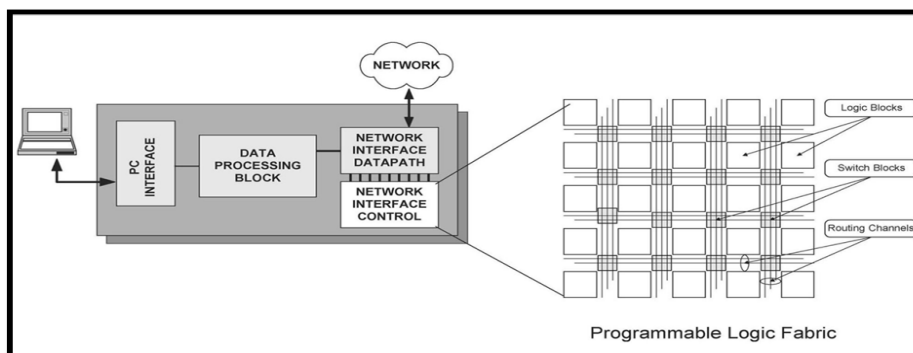 NETWORK
PC
INTERFACE
DATA
PROCESSING
BLOCK
NETWORK
INTERFACE
DATAPATH
NETWORK
INTERFACE
CONTROL
Logic Blocks
Switch Blocks
Routing Channels
Programmable Logic Fabric